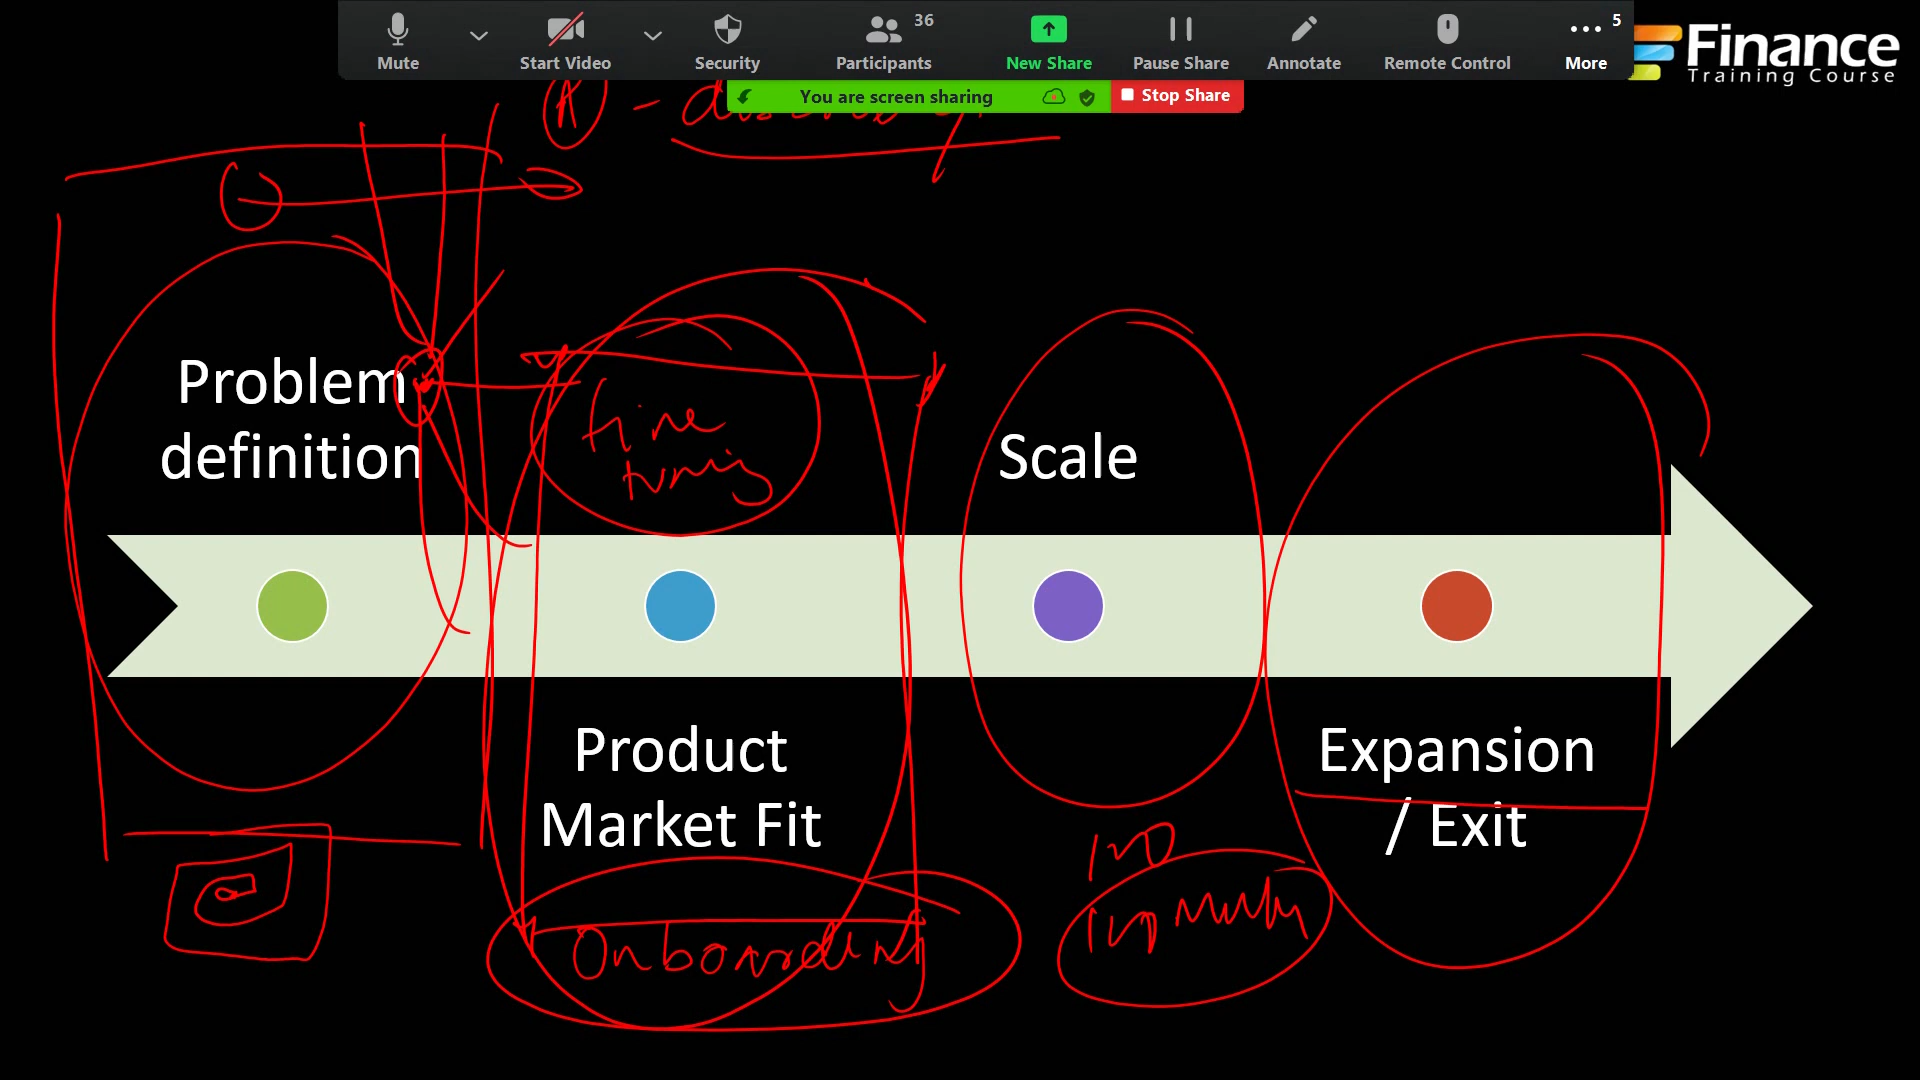 Mute
Start Video
Security
Participants
36
New Share
Pause Share
Annotate
Remote Control
More
5
Finance
Training Course
You are screen sharing
Stop Share
Problem
definition
fine
tuning
Scale
Product
Market Fit
Expansion
/ Exit
Onboarding